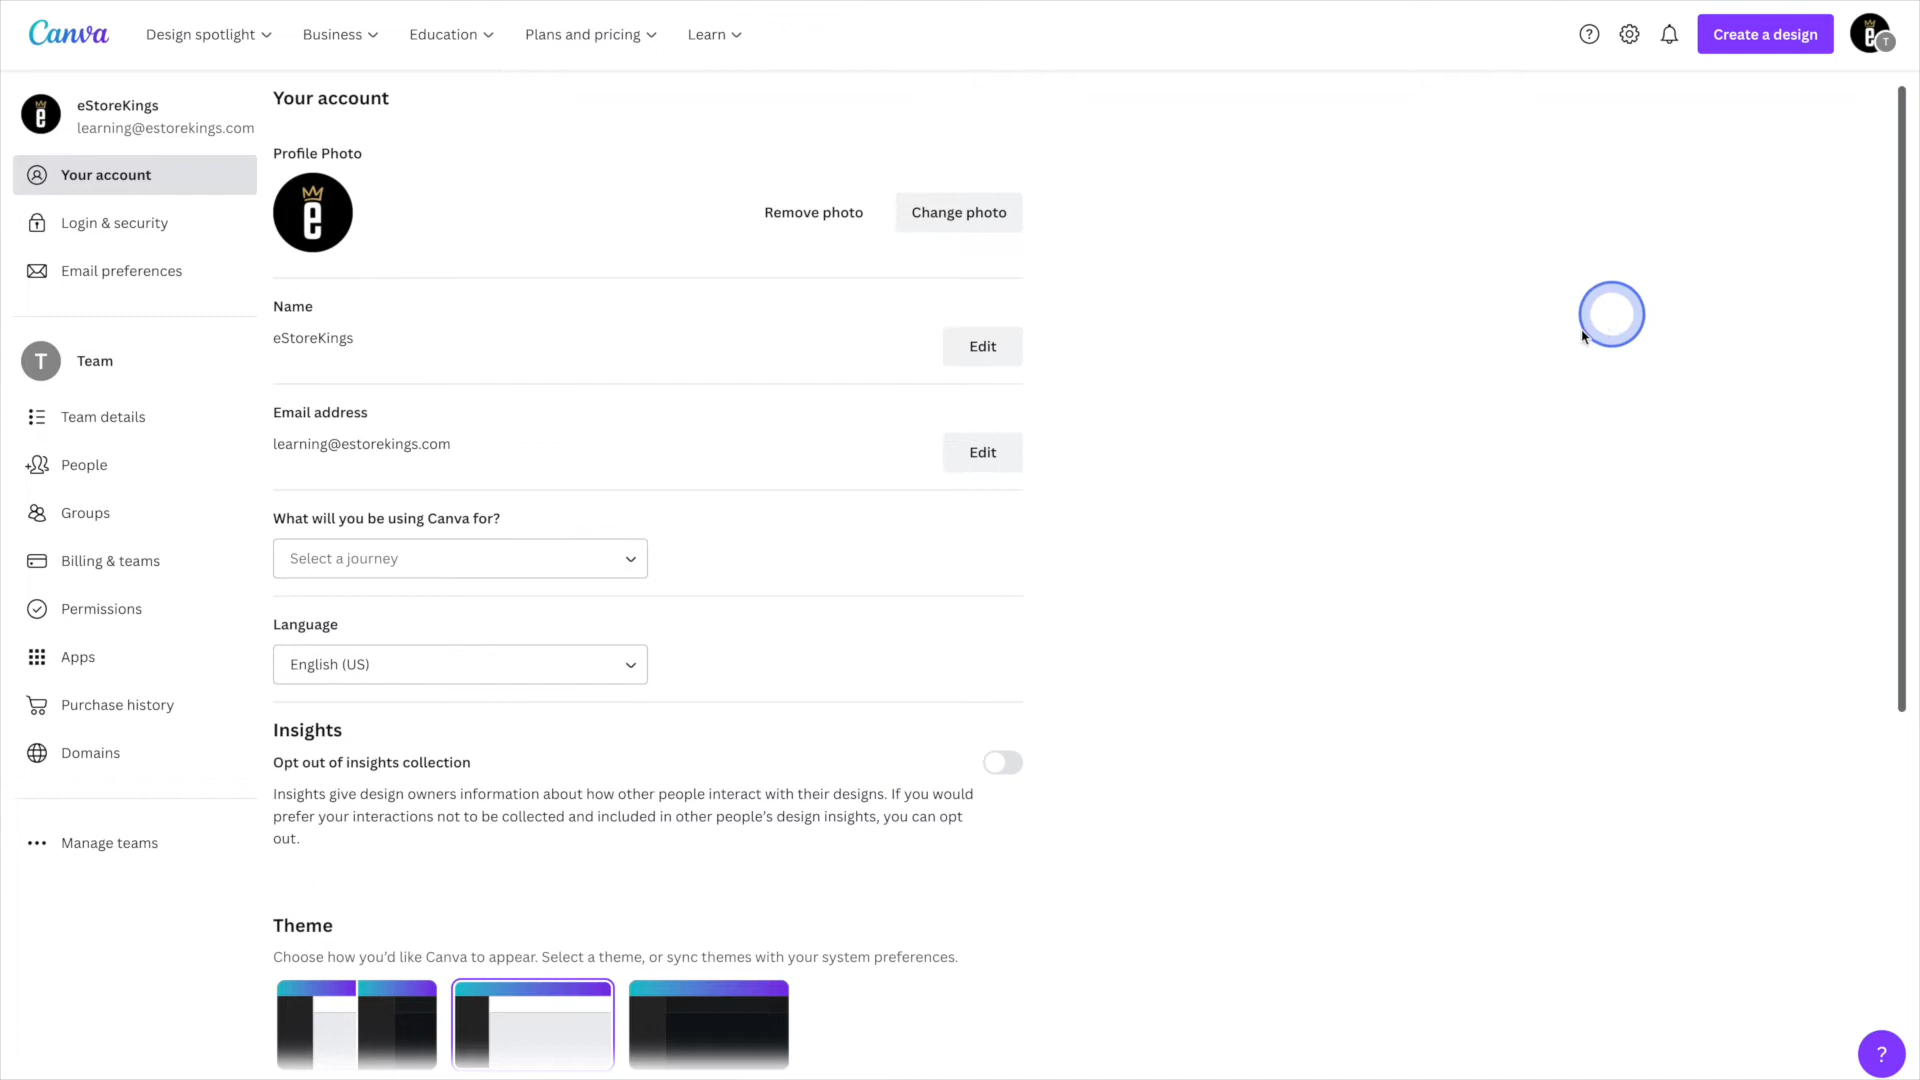 Canva
Design spotlight
Business
Education
Plans and pricing
Learn
?
Create a design
e
T
e
eStoreKings
learning@estorekings.com
Your account
Login & security
Email preferences
T
Team
Team details
People
Groups
Billing & teams
Permissions
Apps
Purchase history
Domains
Manage teams
Your account
Profile Photo
e
Remove photo
Change photo
Name
eStoreKings
Edit
Email address
learning@estorekings.com
Edit
What will you be using Canva for?
Select a journey
Language
English (US)
Insights
Opt out of insights collection
Insights give design owners information about how other people interact with their designs. If you would
prefer your interactions not to be collected and included in other people’s design insights, you can opt
out.
Theme
Choose how you’d like Canva to appear. Select a theme, or sync themes with your system preferences.
?